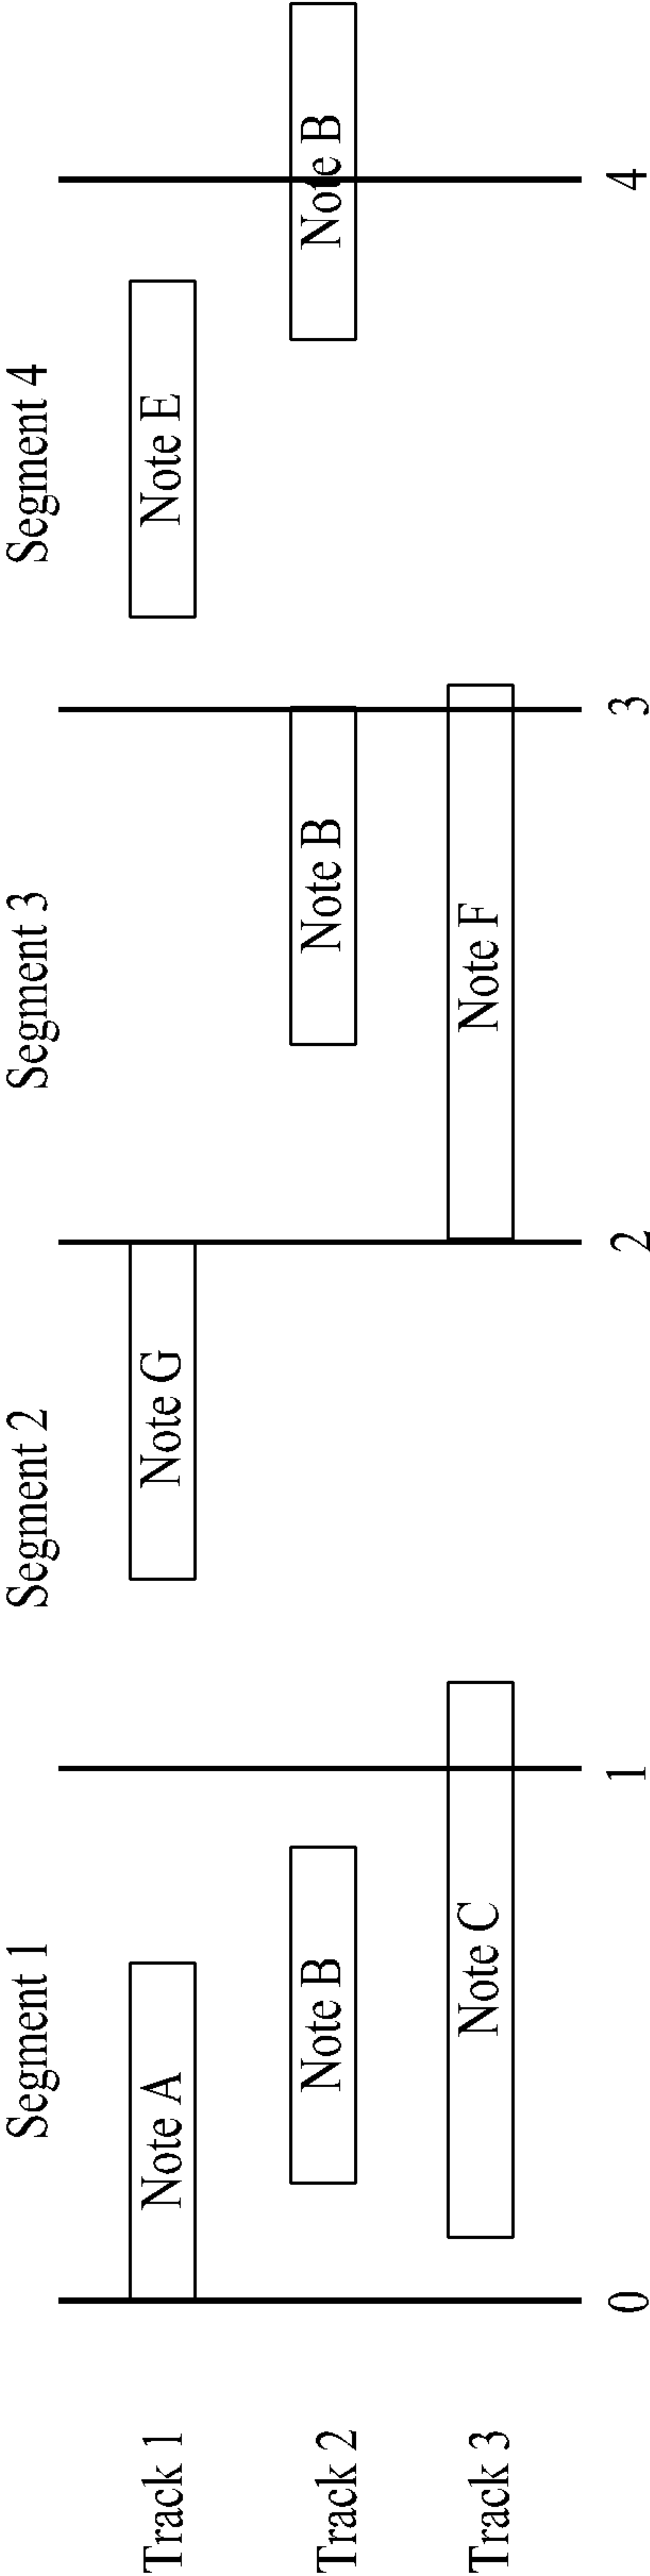 Segment 1
Segment 2
Segment 3
Segment 4
Track 1
Note A
Note G
Note E
Track 2
Note B
Note B
Note B
Track 3
Note C
Note F
0
1
2
3
4